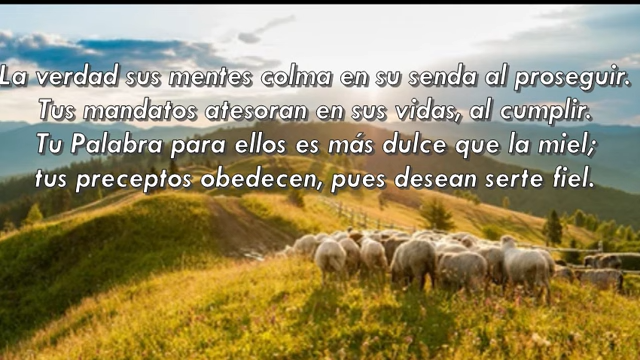 La verdad sus mentes colma en su senda al proseguir.
Tus mandatos atesoran en sus vidas, al cumplir.
Tu Palabra para ellos es más dulce que la miel;
tus preceptos obedecen, pues desean serte fiel.